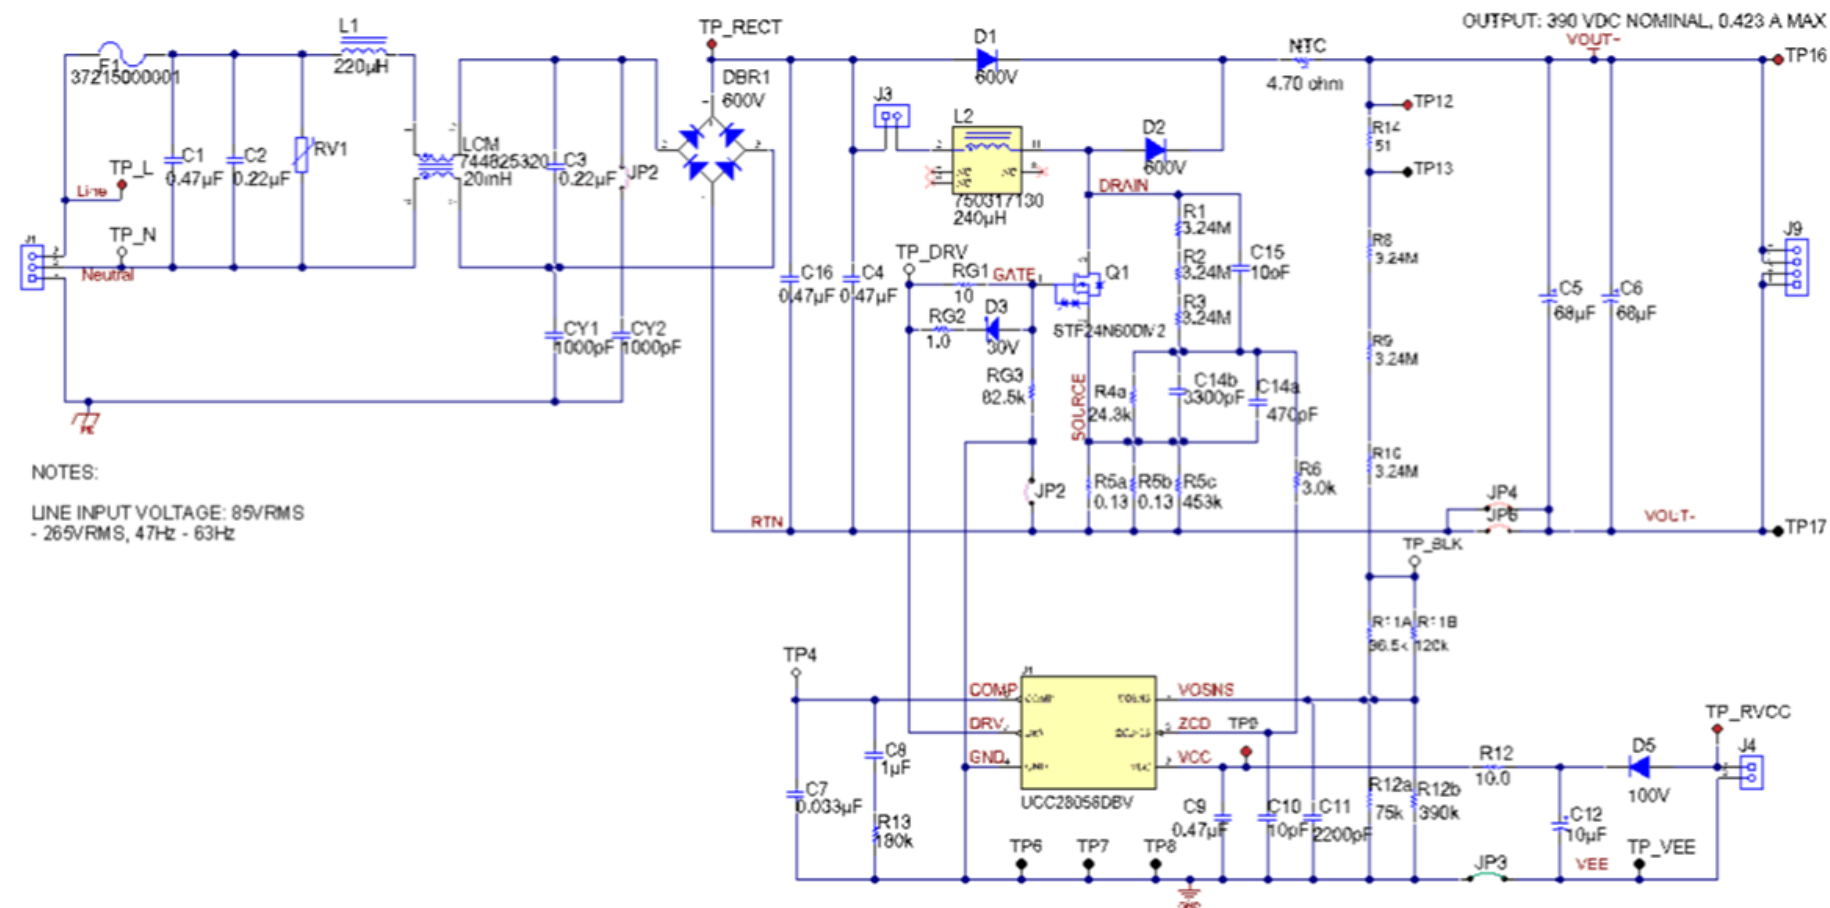 OUTPUT: 390 VDC NOMINAL, 0.423 A MAX
VOUT-
TP16
L1
220µH
F1
37215000001
TP_RECT
DBR1
600V
D1
600V
NTC
4.70 ohm
TP12
R14
51
TP13
J3
L2
750317130
240µH
D2
600V
DRAIN
C1
0.47µF
C2
0.22µF
RV1
LCM
744825320
20mH
C3
0.22µF
JP2
TP_L
Line
TP_N
Neutral
J1
C16
0.47µF
C4
0.47µF
TP_DRV
RG1
10
GATE
RG2
1.0
D3
30V
RG3
82.5k
Q1
STF24N60DM2
R1
3.24M
R2
3.24M
R3
3.24M
C15
10pF
R8
3.24M
R9
3.24M
R10
3.24M
C5
68µF
C6
68µF
J9
CY1
1000pF
CY2
1000pF
PE
SOURCE
R4a
24.3k
C14b
3300pF
C14a
470pF
JP2
R5a
0.13
R5b
0.13
R5c
453k
R6
3.0k
NOTES:
LINE INPUT VOLTAGE: 85VRMS
- 265VRMS, 47Hz - 63Hz
RTN
JP4
VOUT-
TP17
TP_BLK
R11A
36.5k
R11B
120k
TP4
COMP
DRV
GND
UCC28056DBV
VOSNS
ZCD
VCC
TP9
C8
1µF
C7
0.033µF
R13
180k
TP6
TP7
TP8
C9
0.47µF
C10
10pF
C11
2200pF
R12a
75k
R12b
390k
R12
10.0
D5
100V
TP_RVCC
J4
C12
10µF
JP3
VEE
TP_VEE